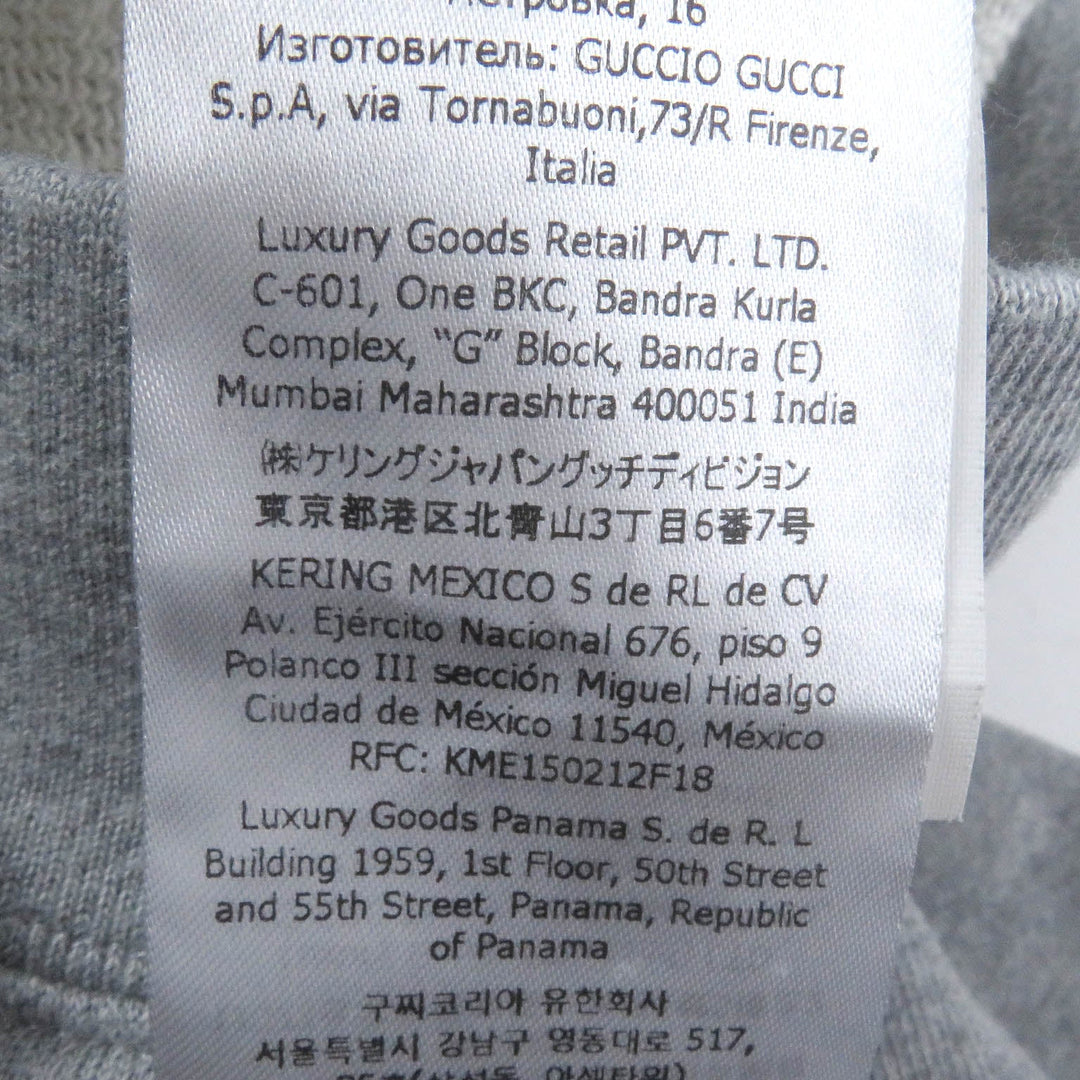 Петровка, 16
Изготовитель: GUCCIO GUCCI
S.p.A, via Tornabuoni,73/R Firenze,
Italia
Luxury Goods Retail PVT. LTD.
C-601, One BKC, Bandra Kurla
Complex, “G” Block, Bandra (E)
Mumbai Maharashtra 400051 India
㈱ケリングジャパングッチディビジョン
東京都港区北青山3丁目6番7号
KERING MEXICO S de RL de CV
Av. Ejército Nacional 676, piso 9
Polanco III sección Miguel Hidalgo
Ciudad de México 11540, México
RFC: KME150212F18
Luxury Goods Panama S. de R. L
Building 1959, 1st Floor, 50th Street
and 55th Street, Panama, Republic
of Panama
구찌코리아 유한회사
서울특별시 강남구 영동대로 517,
아셈타워)